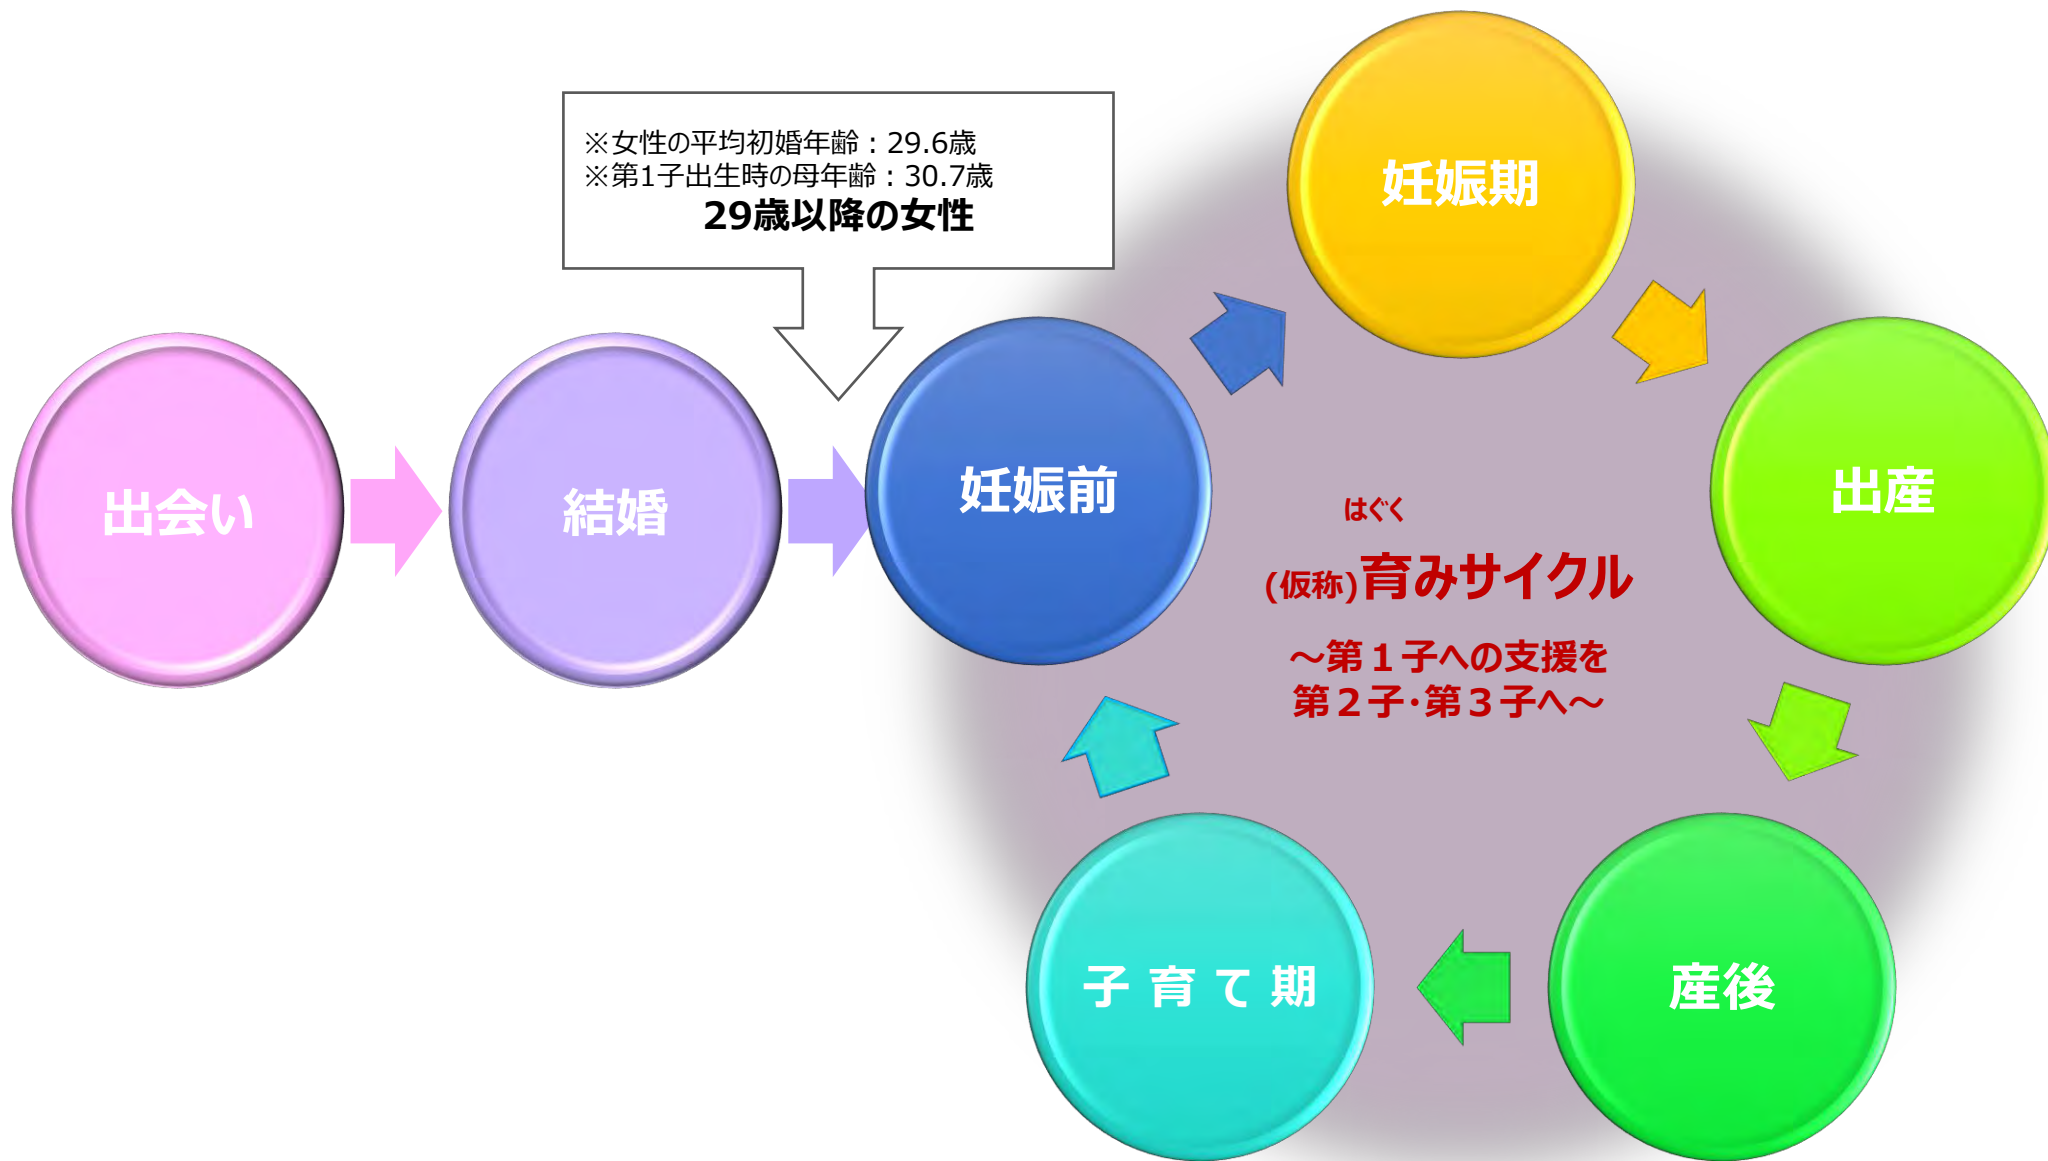 ※女性の平均初婚年齢：29.6歳
※第1子出生時の母年齢：30.7歳
29歳以降の女性
出会い
結婚
妊娠前
妊娠期
出産
産後
子育て期
はぐく
(仮称)育みサイクル
～第１子への支援を
第２子・第３子へ～